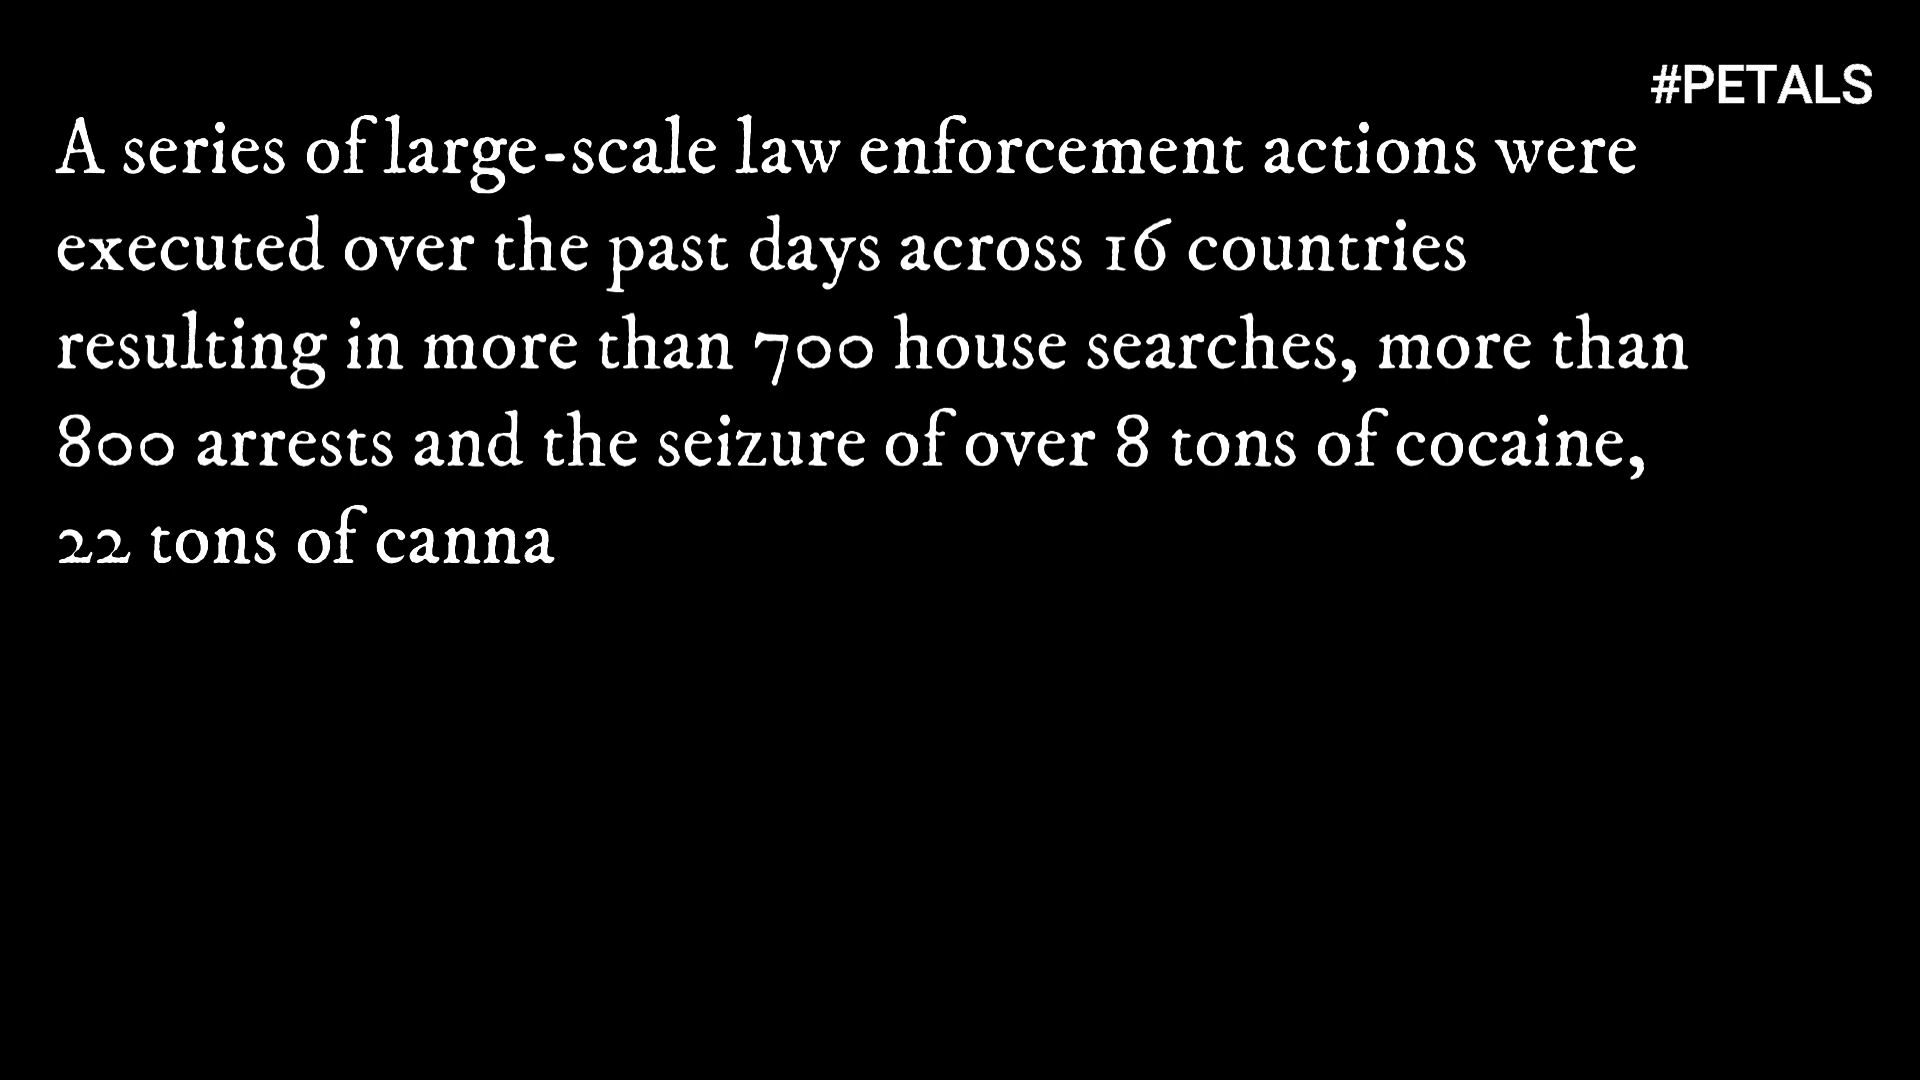 #PETALS
A series of large-scale law enforcement actions were
executed over the past days across 16 countries
resulting in more than 700 house searches, more than
800 arrests and the seizure of over 8 tons of cocaine,
22 tons of canna